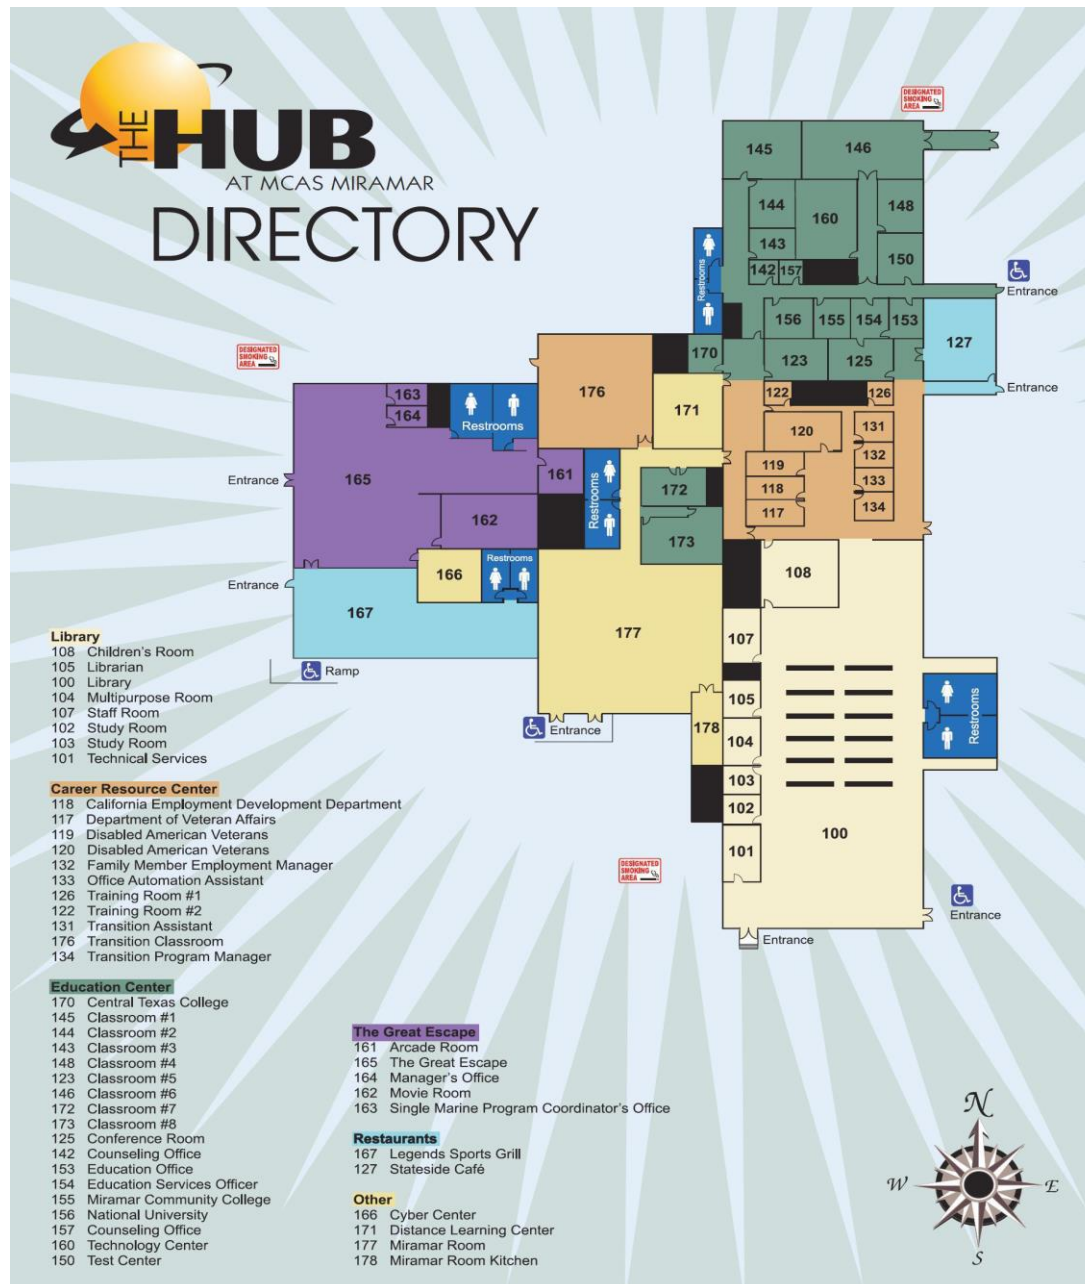 THE HUB
AT MCAS MIRAMAR
DIRECTORY
DESIGNATED
SMOKING
AREA
145
146
144
160
148
143
150
142
157
Restrooms
Entrance
156
155
154
153
127
DESIGNATED
SMOKING
AREA
170
123
125
Entrance
176
171
122
126
163
164
Restrooms
120
131
132
119
133
118
134
117
Entrance
165
161
Restrooms
172
162
173
Restrooms
166
108
Entrance
167
177
107
Ramp
105
Restrooms
178
104
Entrance
103
102
100
101
DESIGNATED
SMOKING
AREA
Entrance
Entrance
Library
108 Children's Room
105 Librarian
100 Library
104 Multipurpose Room
107 Staff Room
102 Study Room
103 Study Room
101 Technical Services
Career Resource Center
118 California Employment Development Department
117 Department of Veteran Affairs
119 Disabled American Veterans
120 Disabled American Veterans
132 Family Member Employment Manager
133 Office Automation Assistant
126 Training Room #1
122 Training Room #2
131 Transition Assistant
176 Transition Classroom
134 Transition Program Manager
Education Center
170 Central Texas College
145 Classroom #1
144 Classroom #2
143 Classroom #3
148 Classroom #4
123 Classroom #5
146 Classroom #6
172 Classroom #7
173 Classroom #8
125 Conference Room
142 Counseling Office
153 Education Office
154 Education Services Officer
155 Miramar Community College
156 National University
157 Counseling Office
160 Technology Center
150 Test Center
The Great Escape
161 Arcade Room
165 The Great Escape
164 Manager's Office
162 Movie Room
163 Single Marine Program Coordinator's Office
Restaurants
167 Legends Sports Grill
127 Stateside Café
Other
166 Cyber Center
171 Distance Learning Center
177 Miramar Room
178 Miramar Room Kitchen
N
W
E
S